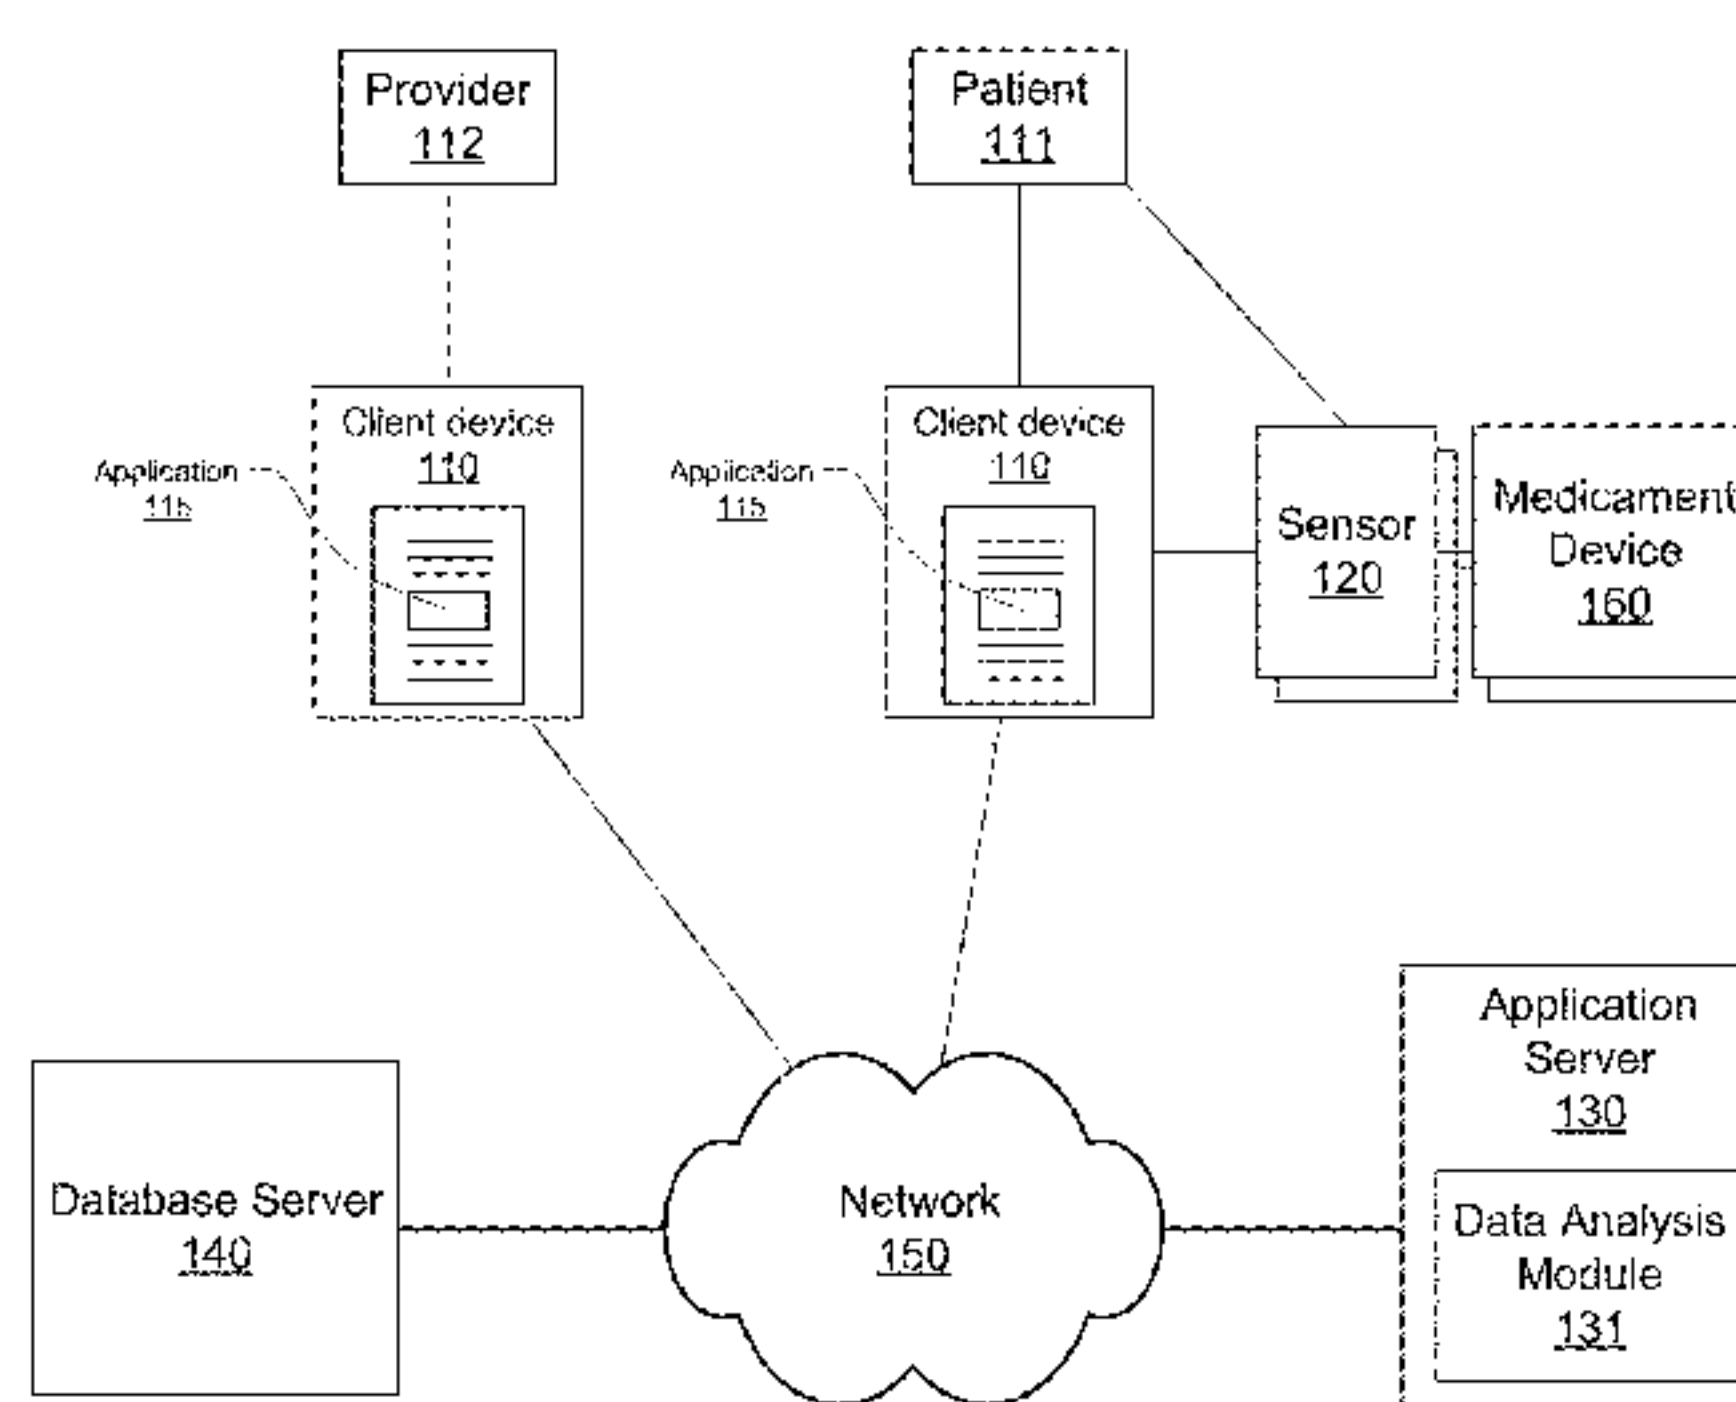 Provider
112
Patient
111
Client device
110
Application
115
Client device
110
Application
115
Sensor
120
Medicament
Device
160
Application
Server
130
Database Server
140
Network
150
Data Analysis
Module
131